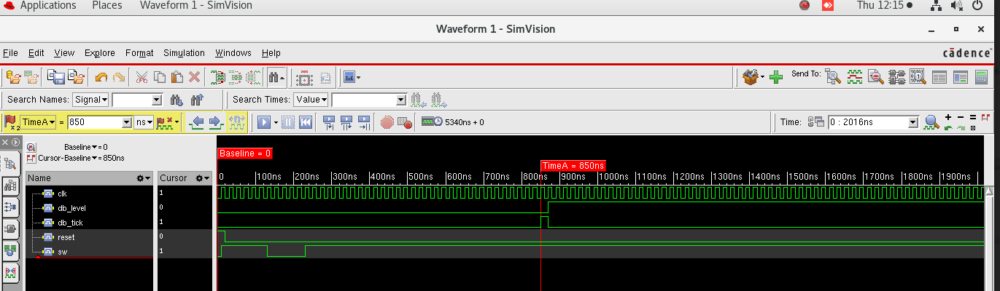 Applications Places Waveform 1 - SimVision Thu 12:15
Waveform 1 - SimVision
File Edit View Explore Format Simulation Windows Help cādence
Send To:
Search Names: Signal Search Times: Value
TimeA = 850 ns 5340ns + 0 Time: 0 : 2016ns
Baseline = 0
Cursor-Baseline = 850ns
Baseline = 0
TimeA = 850ns
Name Cursor 0 100ns 200ns 300ns 400ns 500ns 600ns 700ns 800ns 900ns 1000ns 1100ns 1200ns 1300ns 1400ns 1500ns 1600ns 1700ns 1800ns 1900ns
clk 1
db_level 0
db_tick 1
reset 0
sw 1